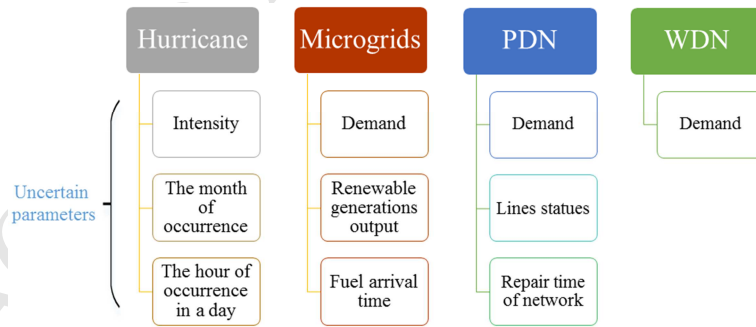 Hurricane
Microgrids
PDN
WDN
Uncertain
parameters
Intensity
The month
of
occurrence
The hour of
occurrence
in a day
Demand
Renewable
generations
output
Fuel arrival
time
Demand
Lines statues
Repair time
of network
Demand